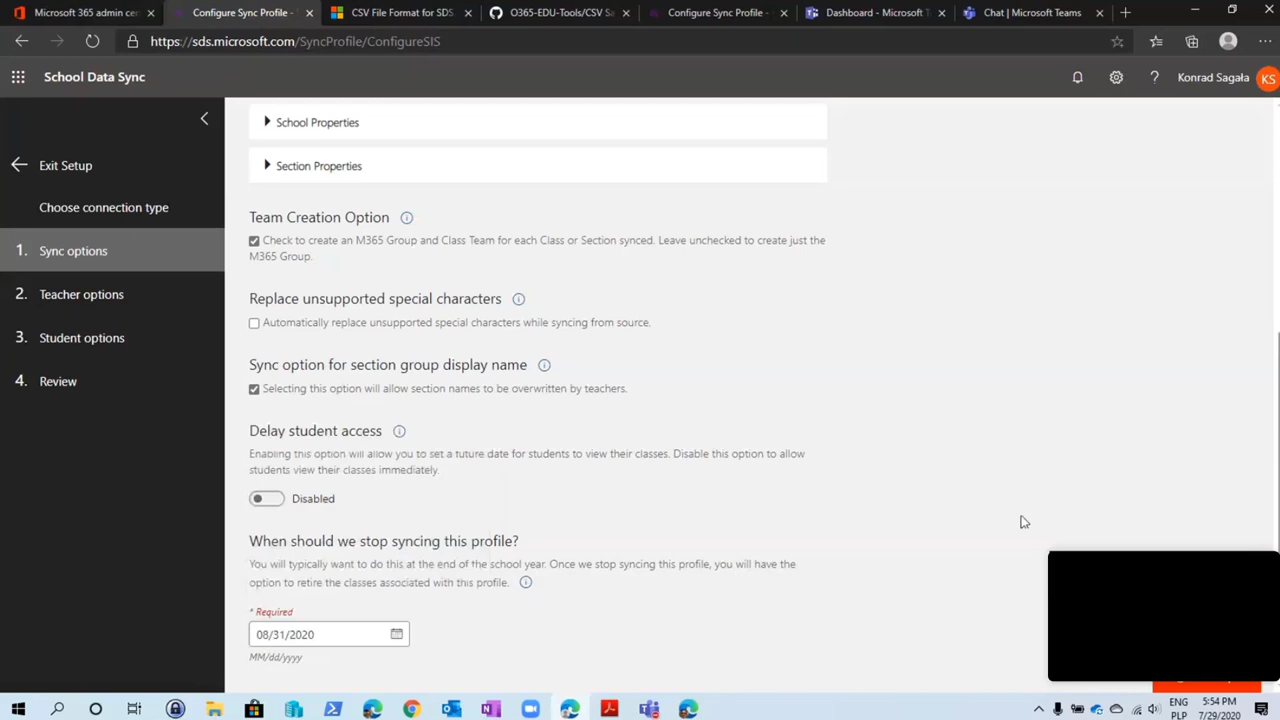 Microsoft 365 admin cer
Configure Sync Profile -
CSV File Format for SDS
O365-EDU-Tools/CSV Sa
Configure Sync Profile -
Dashboard - Microsoft T
Chat | Microsoft Teams
https://sds.microsoft.com/SyncProfile/ConfigureSIS
School Data Sync
Konrad Sagała
KS
Exit Setup
Choose connection type
1. Sync options
2. Teacher options
3. Student options
4. Review
School Properties
Section Properties
Team Creation Option
Check to create an M365 Group and Class Team for each Class or Section synced. Leave unchecked to create just the
M365 Group.
Replace unsupported special characters
Automatically replace unsupported special characters while syncing from source.
Sync option for section group display name
Selecting this option will allow section names to be overwritten by teachers.
Delay student access
Enabling this option will allow you to set a future date for students to view their classes. Disable this option to allow
students view their classes immediately.
Disabled
When should we stop syncing this profile?
You will typically want to do this at the end of the school year. Once we stop syncing this profile, you will have the
option to retire the classes associated with this profile.
* Required
08/31/2020
MM/dd/yyyy
ENG
PLP
5:54 PM
7/29/2020